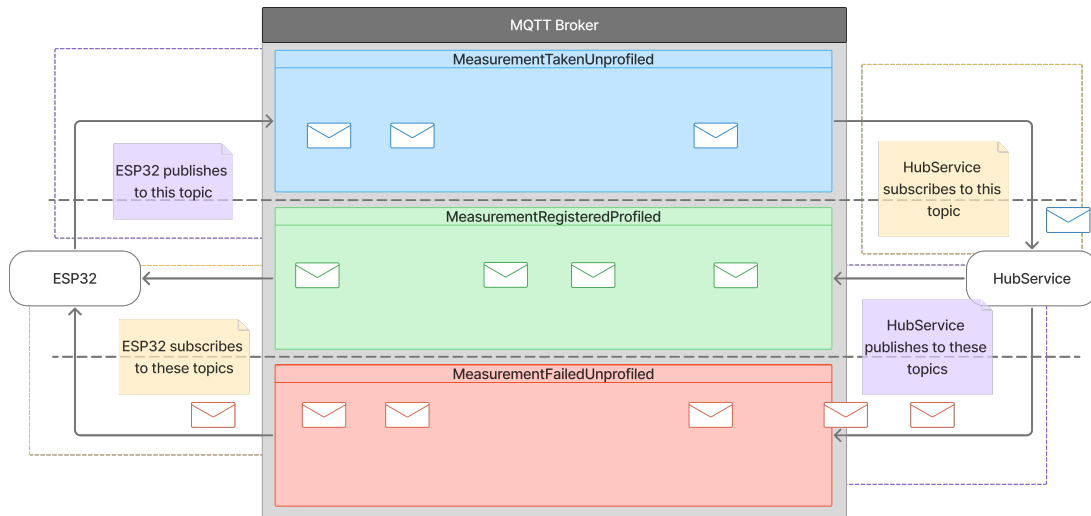 MQTT Broker
MeasurementTakenUnprofiled
ESP32 publishes
to this topic
HubService
subscribes to this
topic
MeasurementRegisteredProfiled
ESP32
HubService
ESP32 subscribes
to these topics
HubService
publishes to these
topics
MeasurementFailedUnprofiled